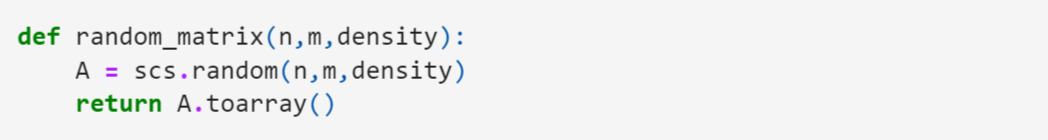 def random_matrix(n,m,density):
    A = scs.random(n,m,density)
    return A.toarray()